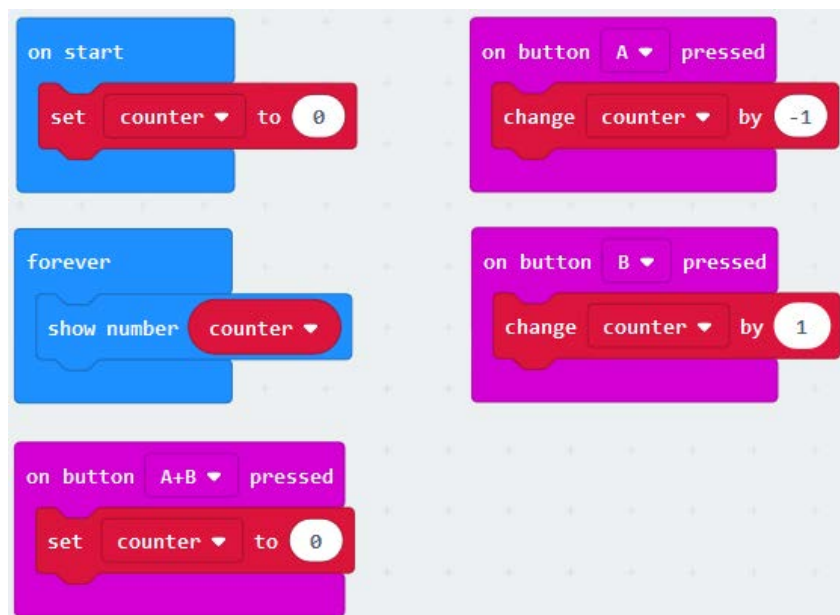 on start
set counter to 0
on button A pressed
change counter by -1
forever
show number counter
on button B pressed
change counter by 1
on button A+B pressed
set counter to 0